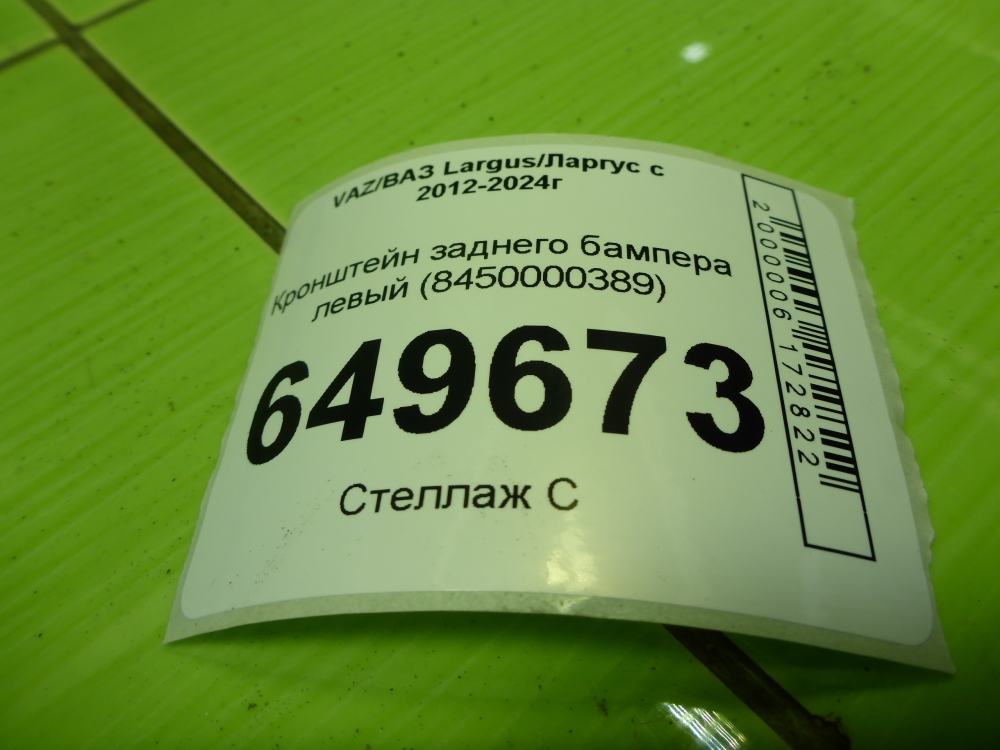 VAZ/ВАЗ Largus/Ларгус с
2012-2024г
Кронштейн заднего бампера
левый (8450000389)
649673
Стеллаж С
2000006172822